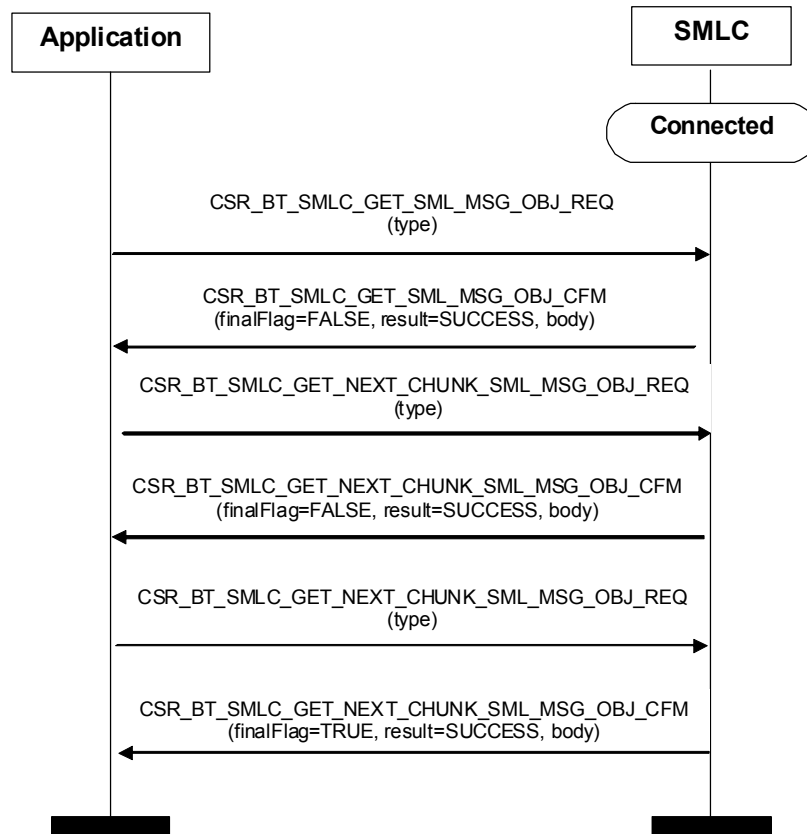 Application
SMLC
Connected
CSR_BT_SMLC_GET_SML_MSG_OBJ_REQ
(type)
CSR_BT_SMLC_GET_SML_MSG_OBJ_CFM
(finalFlag=FALSE, result=SUCCESS, body)
CSR_BT_SMLC_GET_NEXT_CHUNK_SML_MSG_OBJ_REQ
(type)
CSR_BT_SMLC_GET_NEXT_CHUNK_SML_MSG_OBJ_CFM
(finalFlag=FALSE, result=SUCCESS, body)
CSR_BT_SMLC_GET_NEXT_CHUNK_SML_MSG_OBJ_REQ
(type)
CSR_BT_SMLC_GET_NEXT_CHUNK_SML_MSG_OBJ_CFM
(finalFlag=TRUE, result=SUCCESS, body)